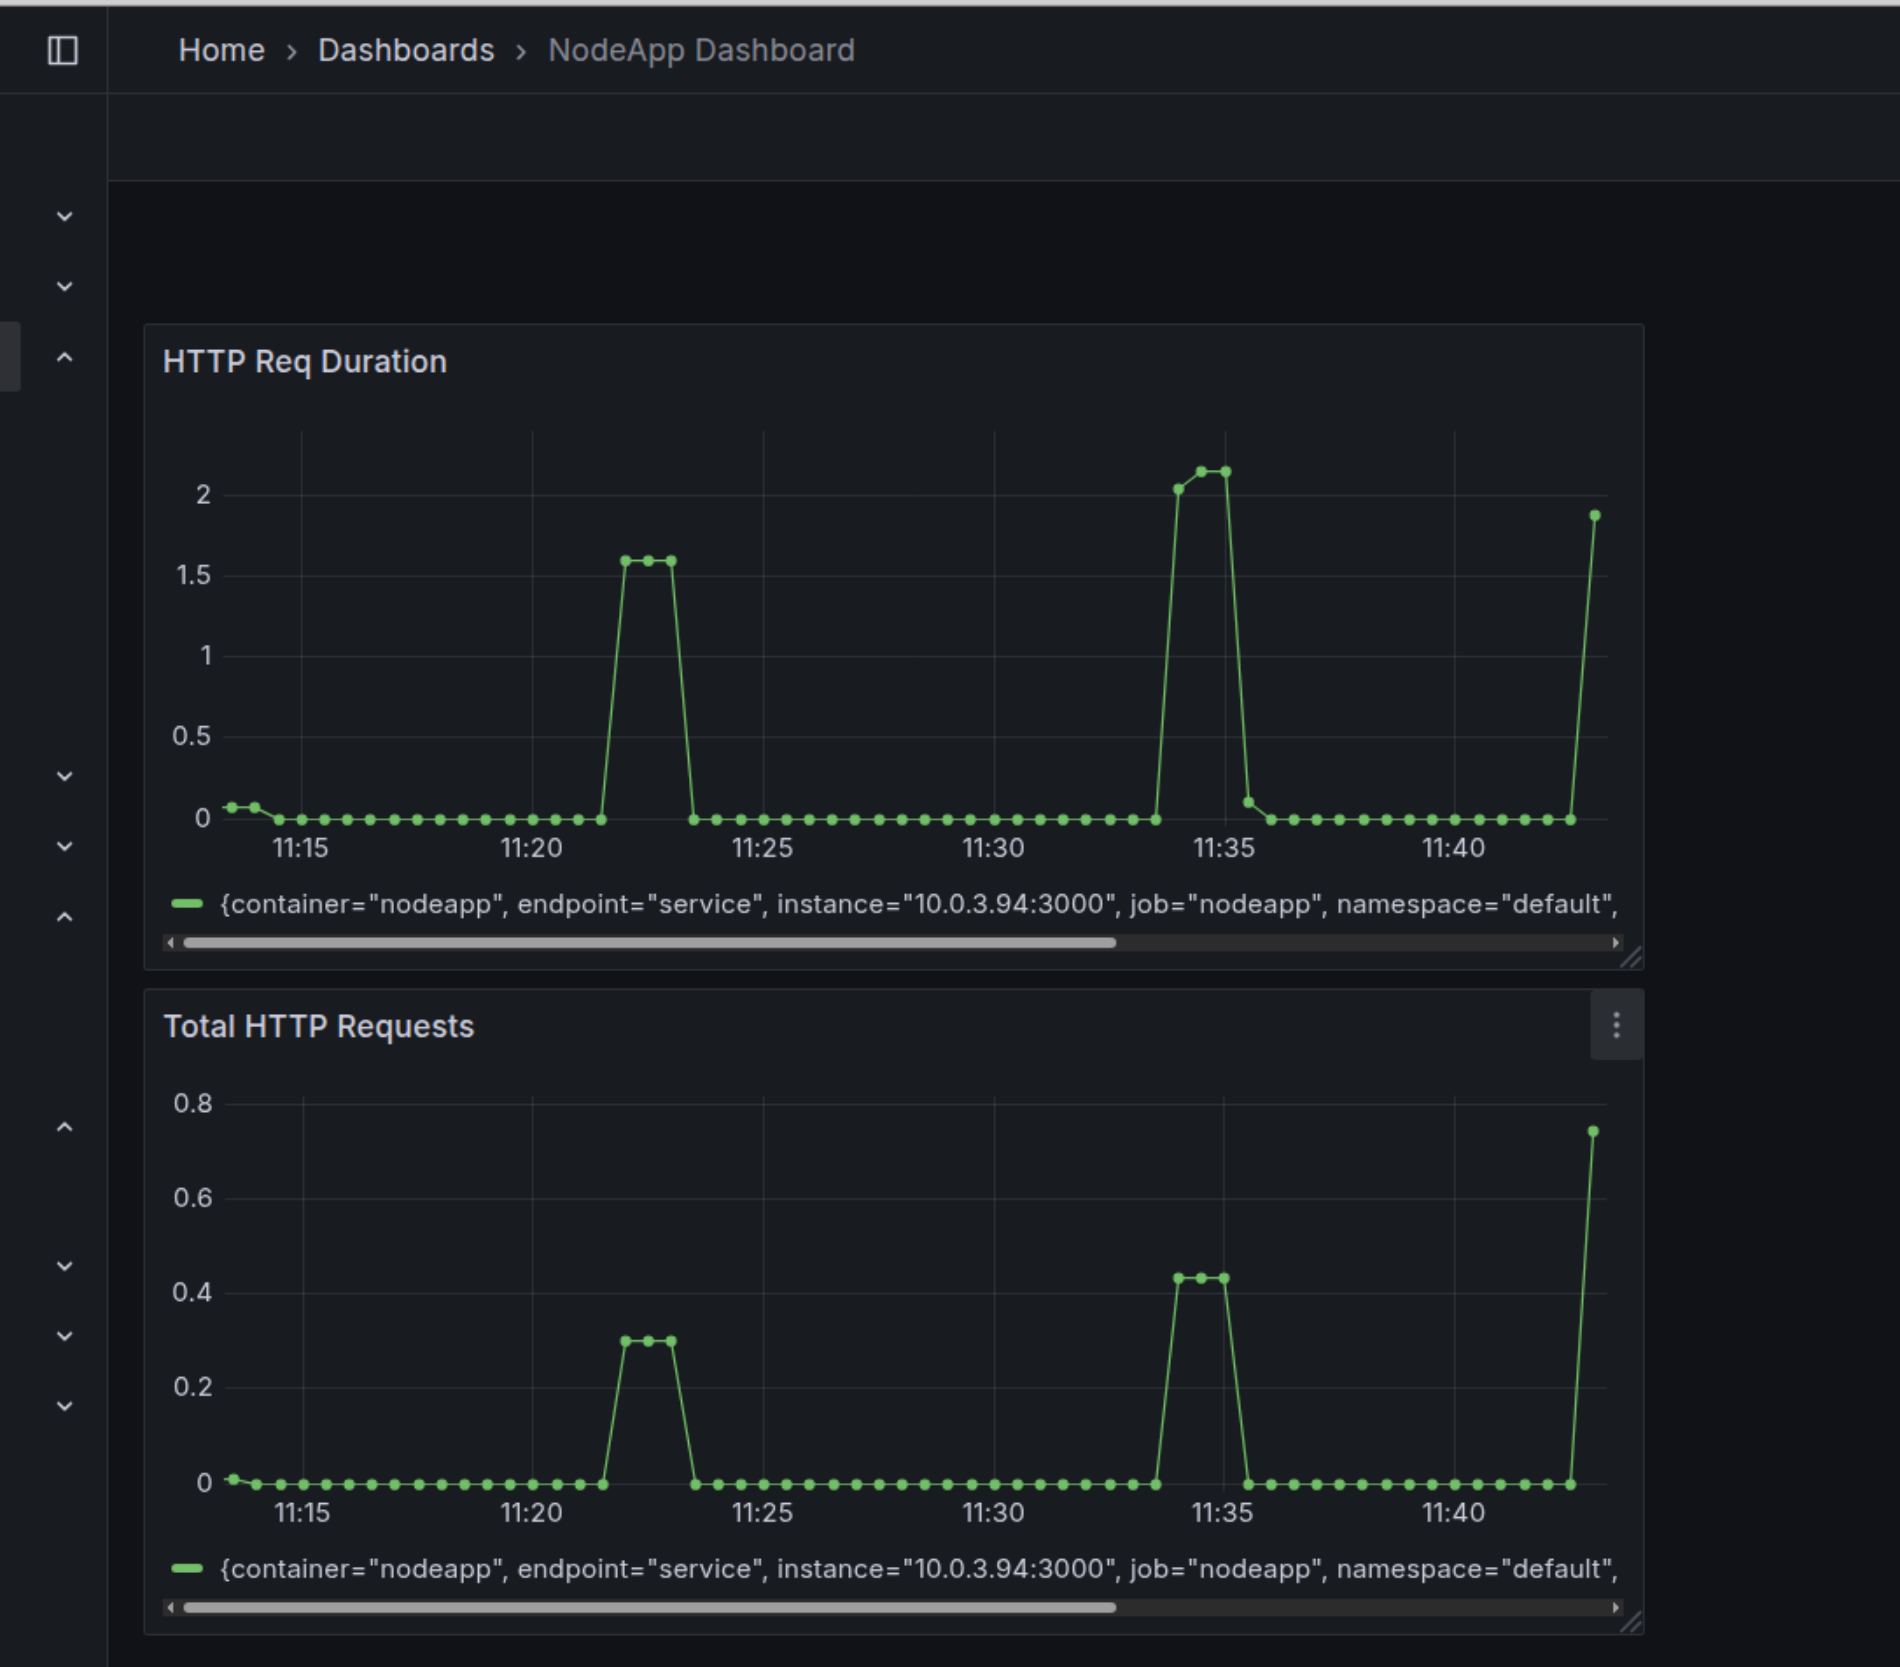 Home › Dashboards › NodeApp Dashboard
HTTP Req Duration
2
1.5
1
0.5
0
11:15 11:20 11:25 11:30 11:35 11:40
{container="nodeapp", endpoint="service", instance="10.0.3.94:3000", job="nodeapp", namespace="default",
Total HTTP Requests
0.8
0.6
0.4
0.2
0
11:15 11:20 11:25 11:30 11:35 11:40
{container="nodeapp", endpoint="service", instance="10.0.3.94:3000", job="nodeapp", namespace="default",